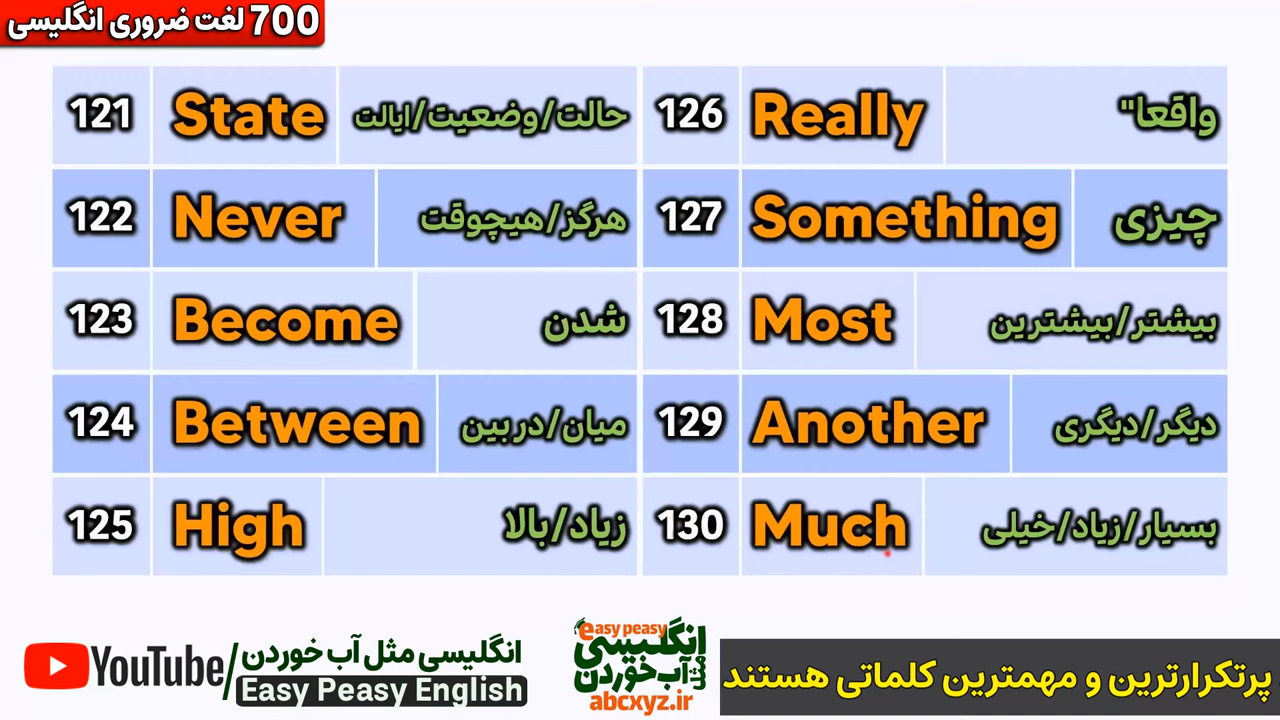 700 لغت ضروری انگلیسی
121 State حالت/وضعیت/ایالت
122 Never هرگز/هیچوقت
123 Become شدن
124 Between میان/در بین
125 High زیاد/بالا
126 Really واقعا"
127 Something چیزی
128 Most بیشتر/بیشترین
129 Another دیگر/دیگری
130 Much بسیار/زیاد/خیلی
YouTube/انگلیسی مثل آب خوردن
Easy Peasy English
easy peasy
انگلیسی
مثل آب خوردن
abcxyz.ir
پرتکرارترین و مهمترین کلماتی هستند